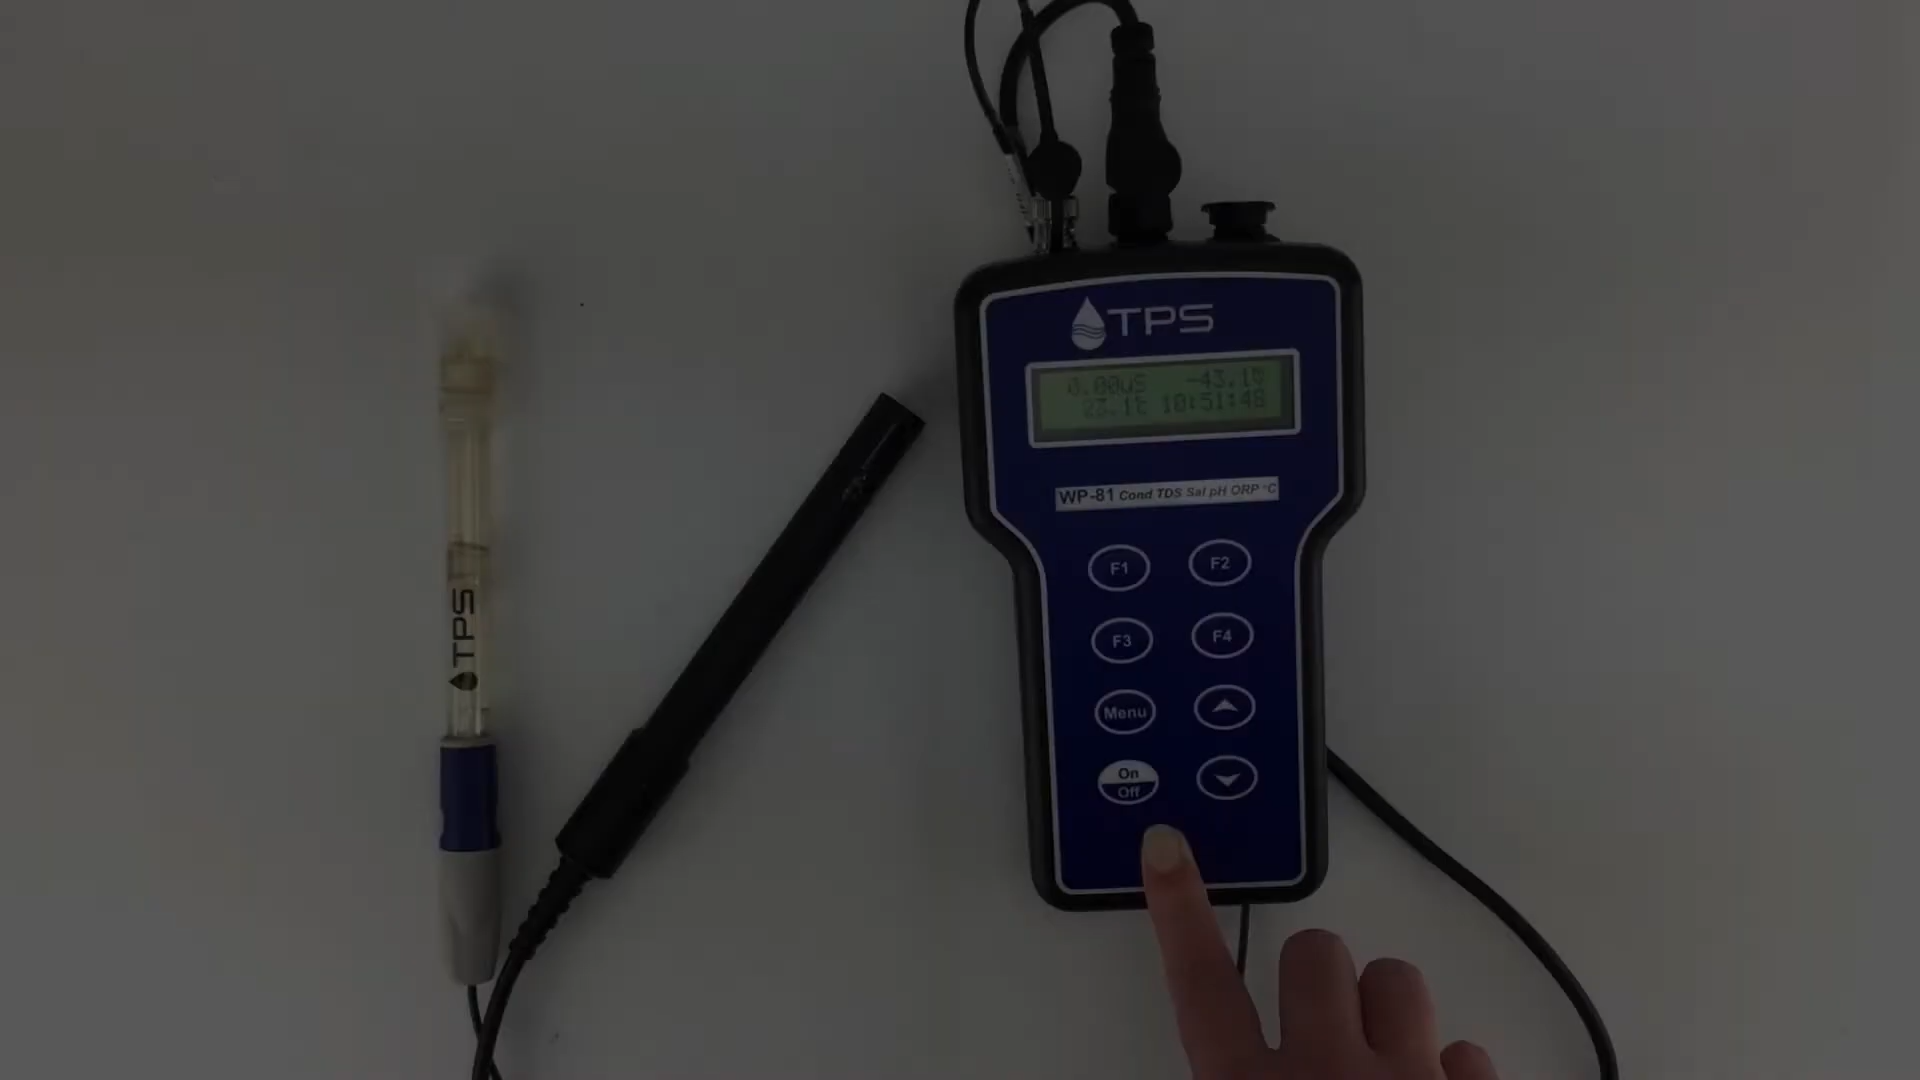 TPS
0.00uS
23.1℃ 10:51:48
WP-81 Cond TDS Sal pH ORP °C
F1 F2
F3 F4
Menu
On
Off
TPS